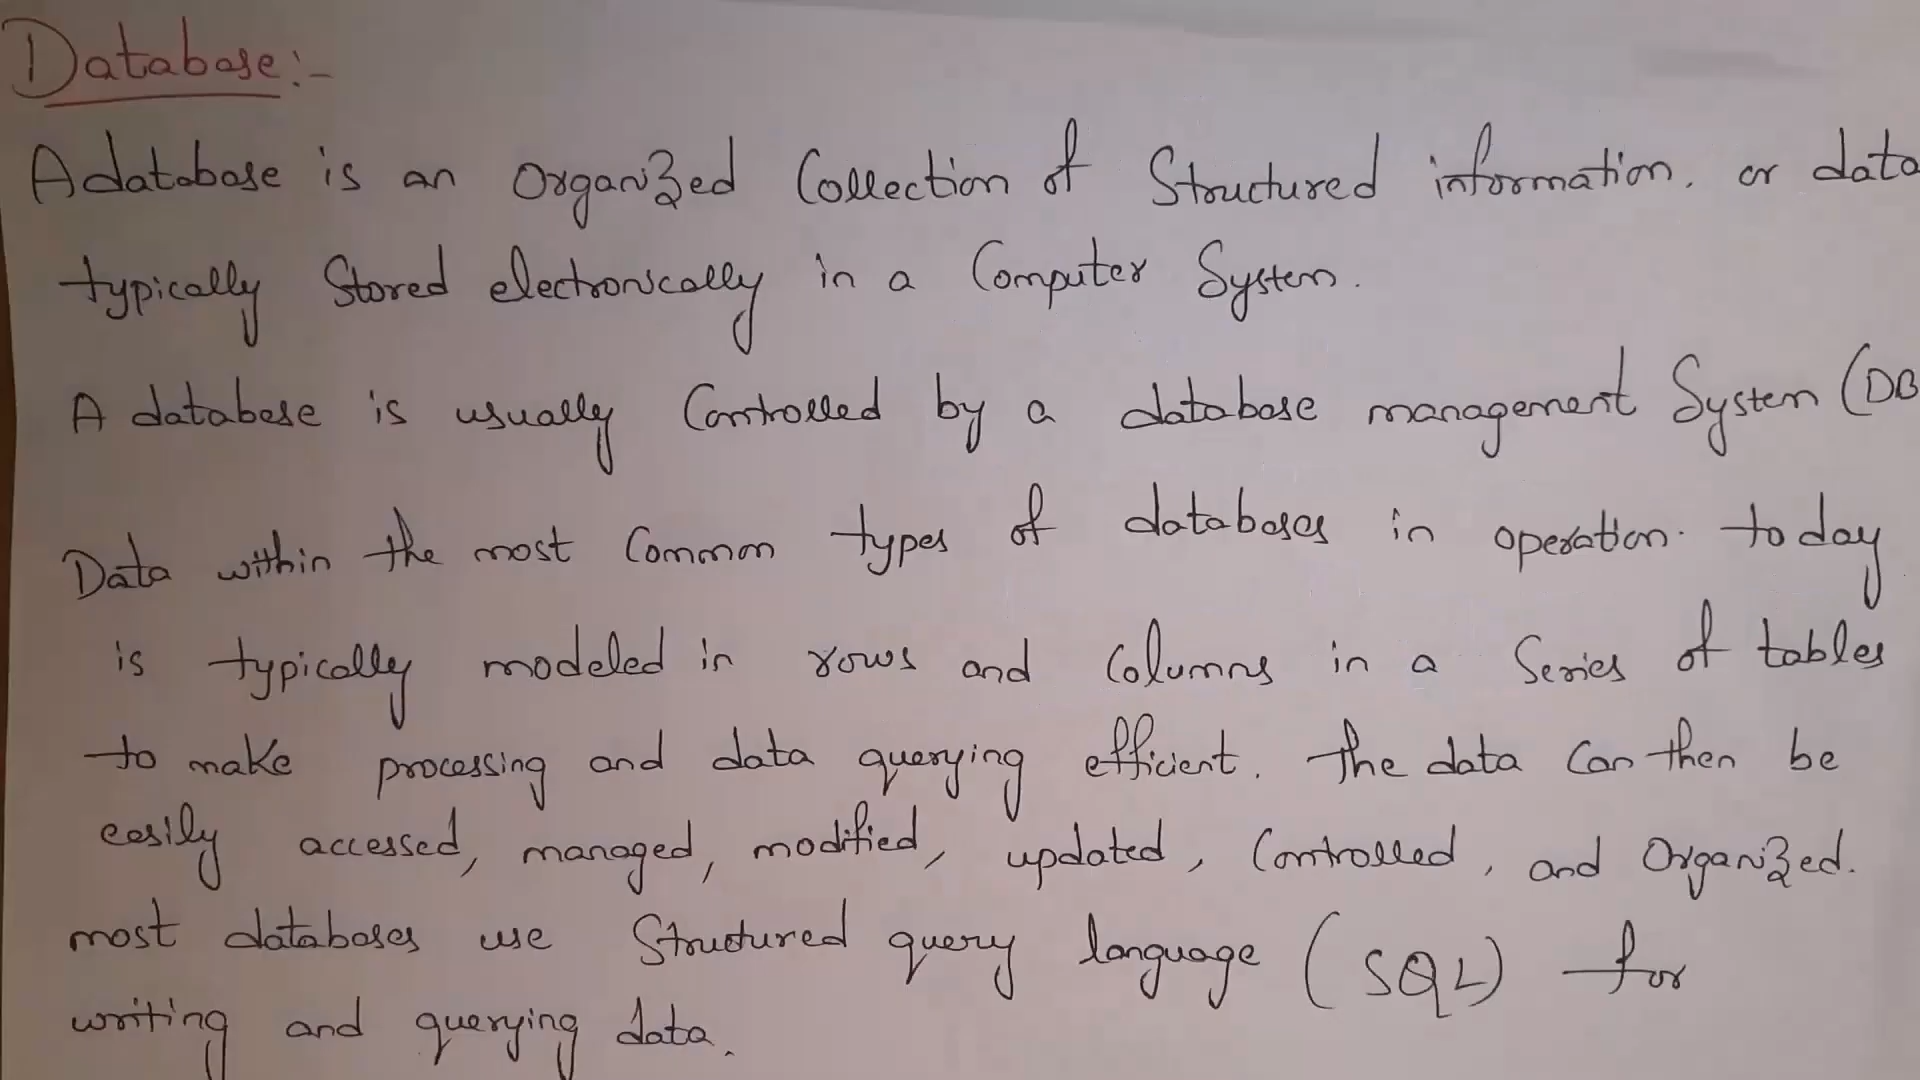 Database:-
A database is an Organized Collection of Structured information. or data
typically Stored electronically in a Computer System.
A database is usually Controlled by a database management System (DB
Data within the most Common types of databases in operation. today
is typically modeled in rows and Columns in a Series of tables
to make processing and data querying efficient. the data Can then be
easily accessed, managed, modified, updated, Controlled, and Organized.
most databases use Structured query language (SQL) for
writing and querying data.